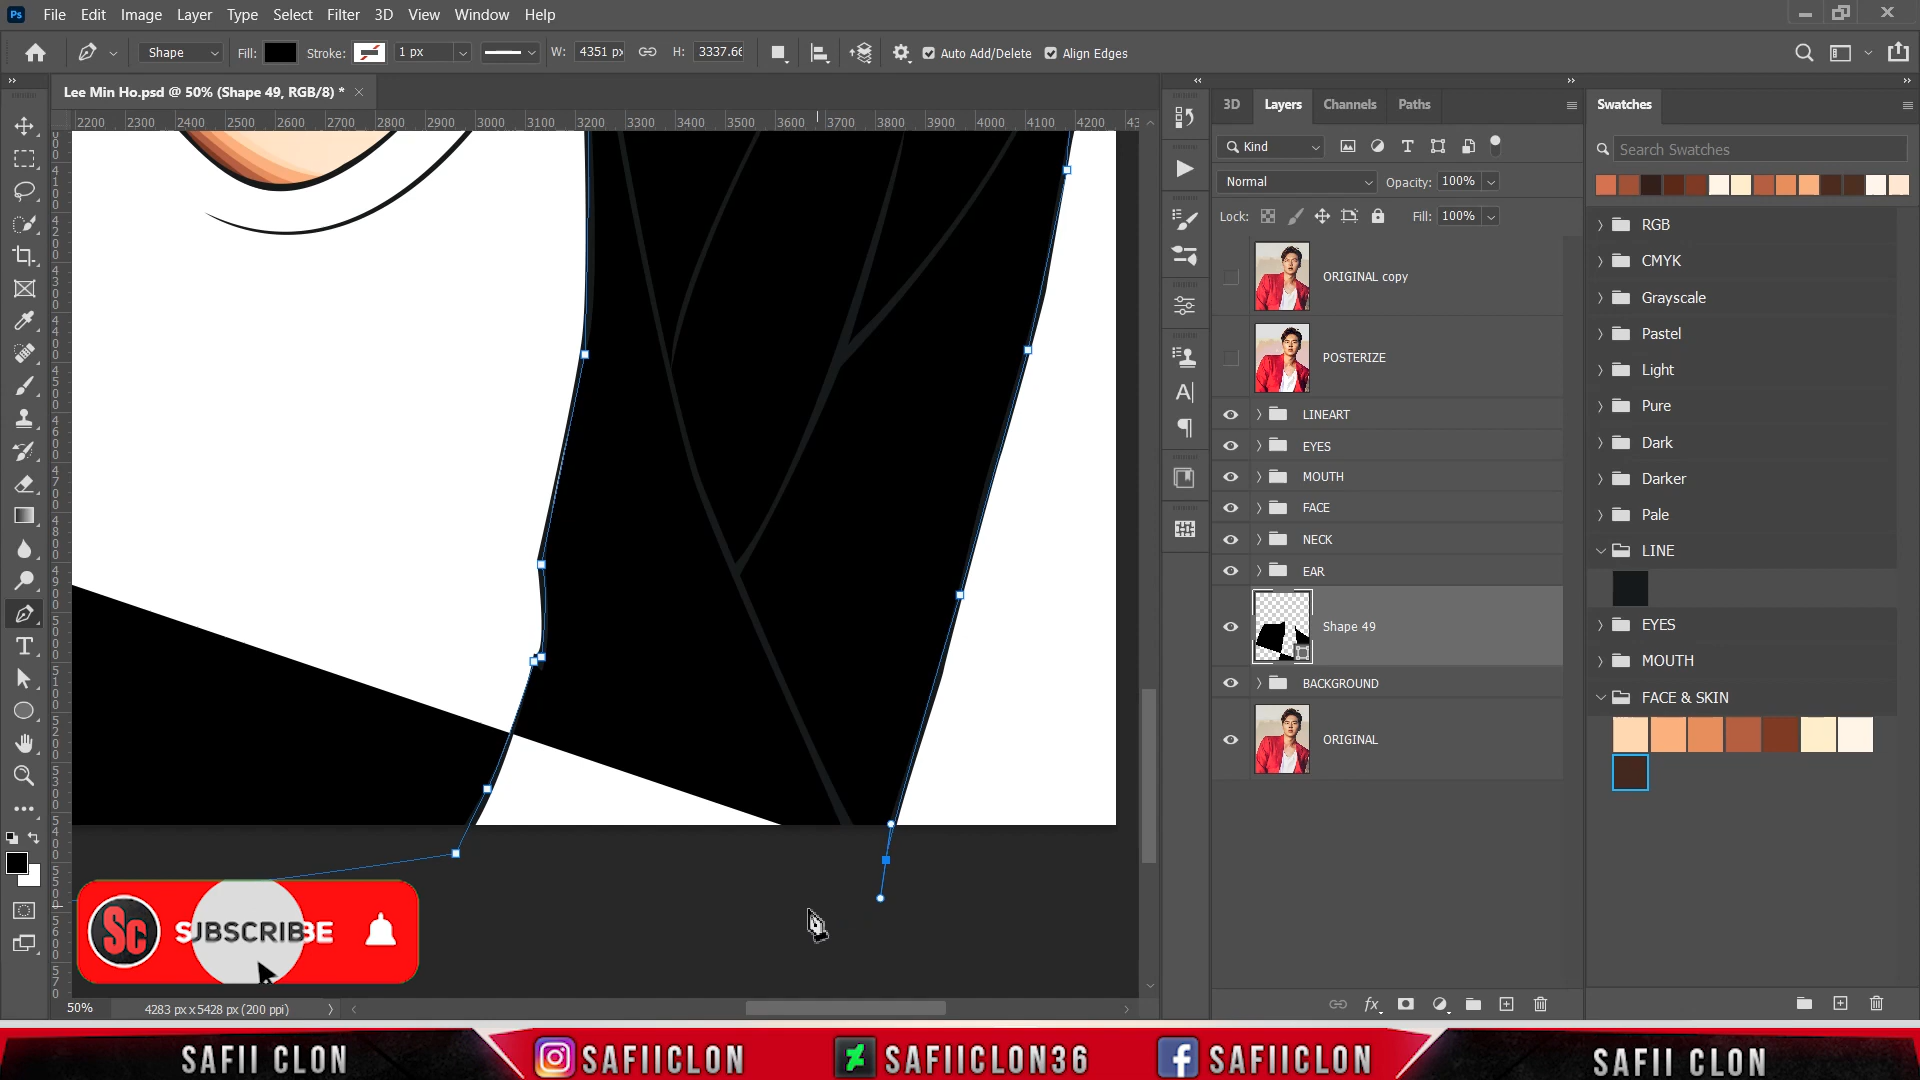 Ps File Edit Image Layer Type Select Filter 3D View Window Help
Shape Fill: Stroke: 1 px W: 4351 px H: 3337.66 Auto Add/Delete Align Edges
Lee Min Ho.psd @ 50% (Shape 49, RGB/8) *
2200 2300 2400 2500 2600 2700 2800 2900 3000 3100 3200 3300 3400 3500 3600 3700 3800 3900 4000 4100 4200
3D Layers Channels Paths
Kind
Normal Opacity: 100%
Lock: Fill: 100%
ORIGINAL copy
POSTERIZE
LINEART
EYES
MOUTH
FACE
NECK
EAR
Shape 49
BACKGROUND
ORIGINAL
Swatches
Search Swatches
RGB
CMYK
Grayscale
Pastel
Light
Pure
Dark
Darker
Pale
LINE
EYES
MOUTH
FACE & SKIN
Sc SUBSCRIBE
50% 4283 px x 5428 px (200 ppi)
fx
SAFII CLON SAFIICLON SAFIICLON36 SAFIICLON SAFII CLON